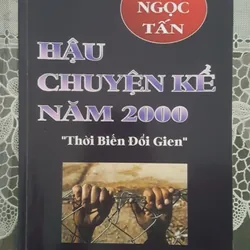 NGỌC
TẤN
HẬU
CHUYỆN KỂ
NĂM 2000
"Thời Biến Đổi Gien"